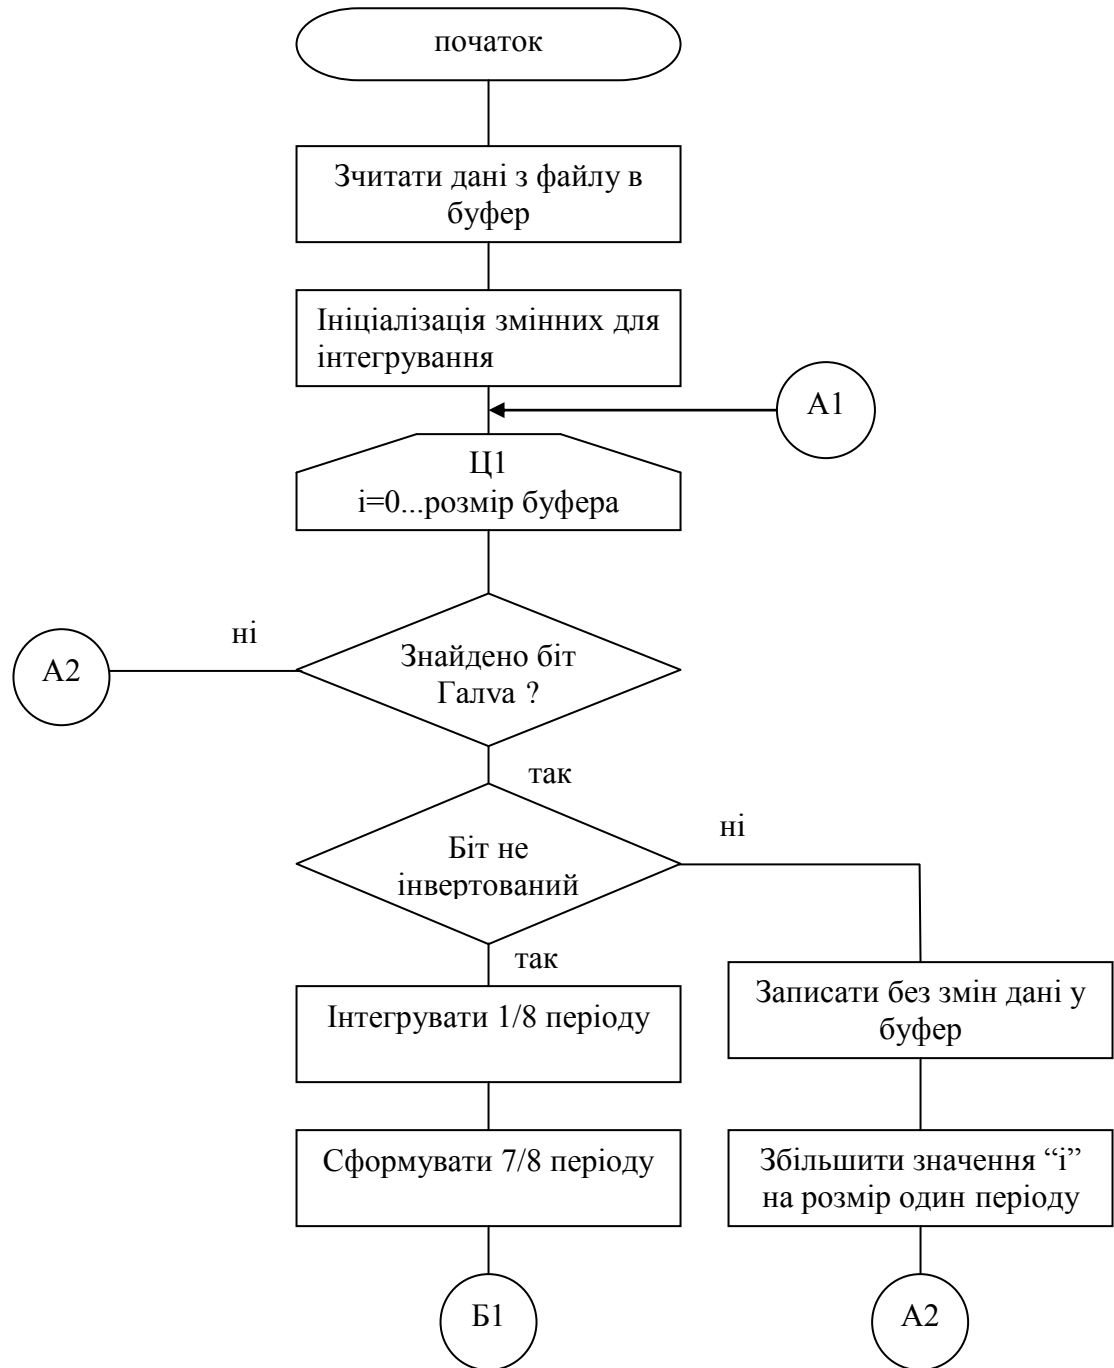 початок
Зчитати дані з файлу в
буфер
Ініціалізація змінних для
інтегрування
А1
Ц1
і=0...розмір буфера
ні
А2
Знайдено біт
Галуа ?
так
ні
Біт не
інвертований
так
Інтегрувати 1/8 періоду
Записати без змін дані у
буфер
Сформувати 7/8 періоду
Збільшити значення “і”
на розмір один періоду
Б1
А2